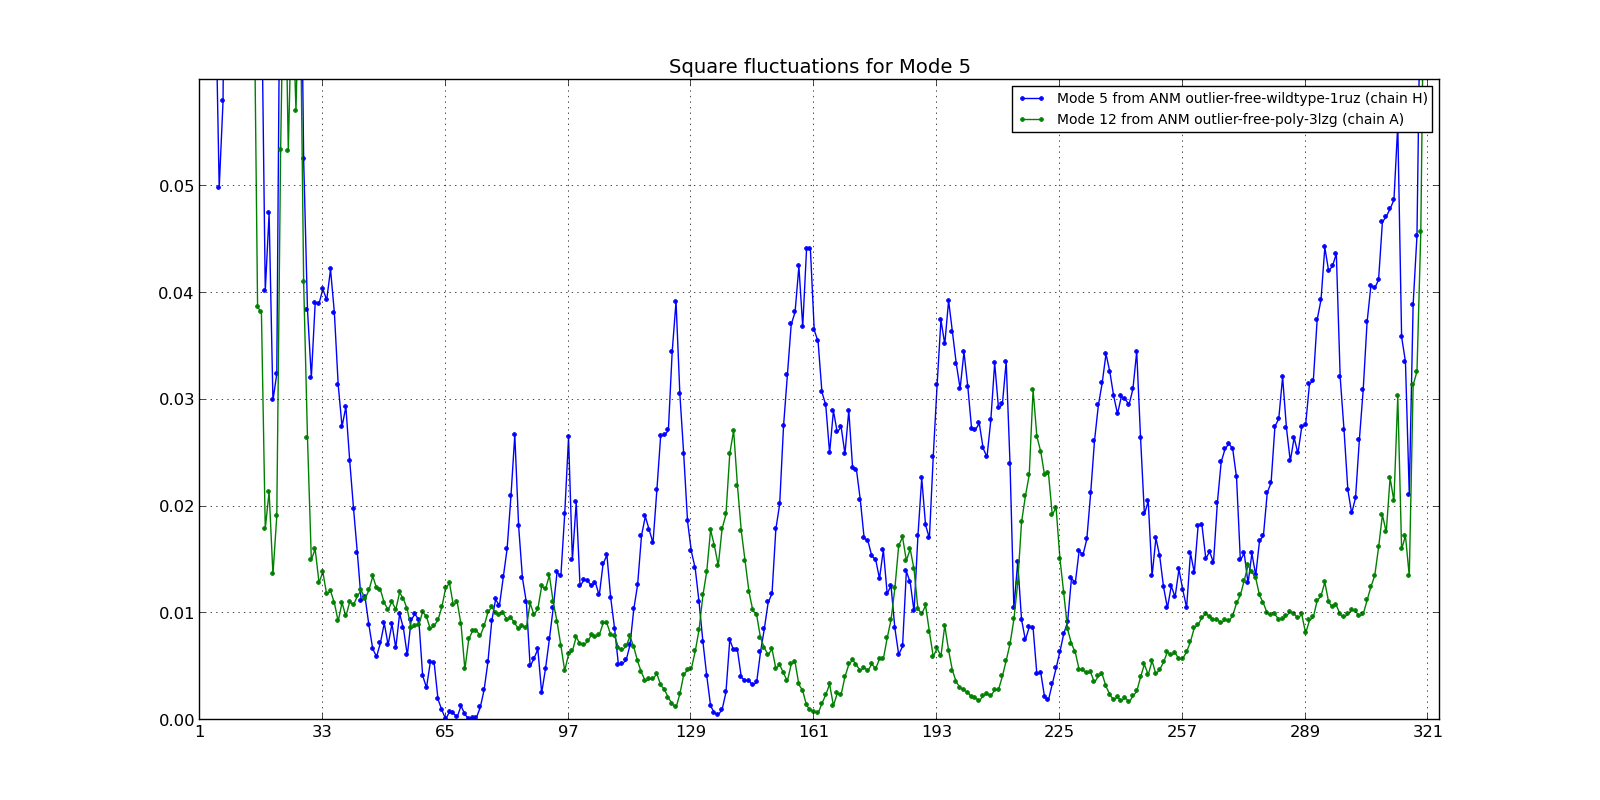 Square fluctuations for Mode 5
Mode 5 from ANM outlier-free-wildtype-1ruz (chain H)
Mode 12 from ANM outlier-free-poly-3lzg (chain A)
0.05
0.04
0.03
0.02
0.01
0.00
1 33 65 97 129 161 193 225 257 289 321